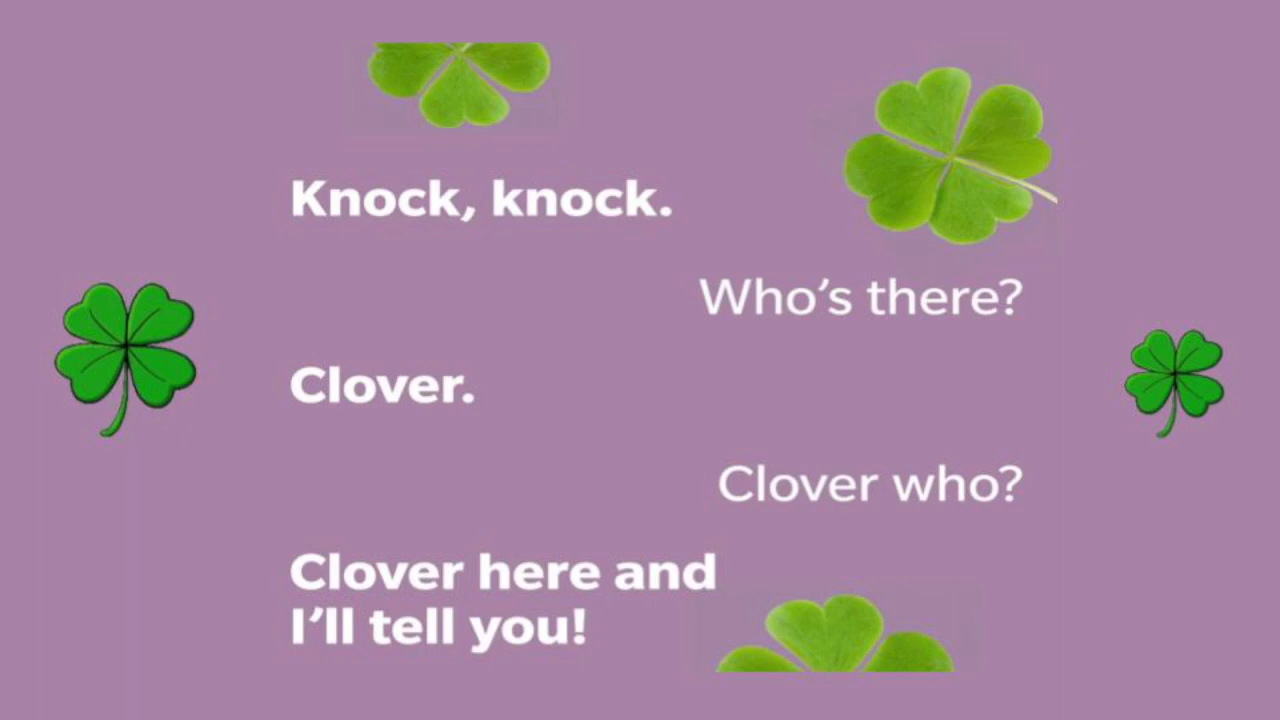 Knock, knock.
Who’s there?
Clover.
Clover who?
Clover here and
I’ll tell you!